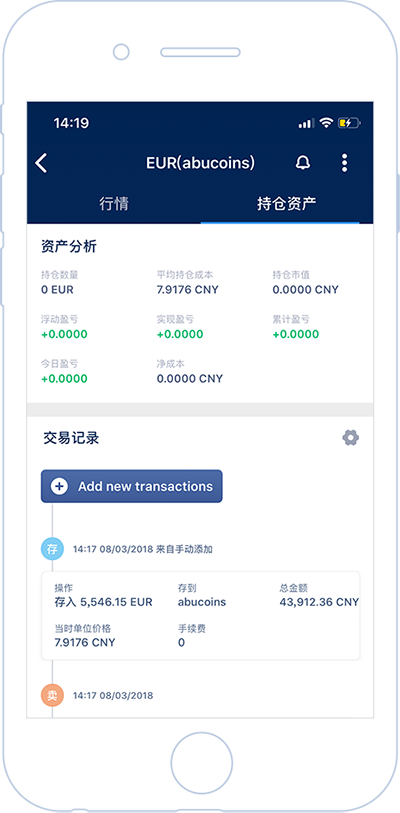 14:19
EUR(abucoins)
行情 持仓资产
资产分析
持仓数量 平均持仓成本 持仓市值
0 EUR 7.9176 CNY 0.0000 CNY
浮动盈亏 实现盈亏 累计盈亏
+0.0000 +0.0000 +0.0000
今日盈亏 净成本
+0.0000 0.0000 CNY
交易记录
Add new transactions
存 14:17 08/03/2018 来自手动添加
操作 存到 总金额
存入 5,546.15 EUR abucoins 43,912.36 CNY
当时单位价格 手续费
7.9176 CNY 0
卖 14:17 08/03/2018